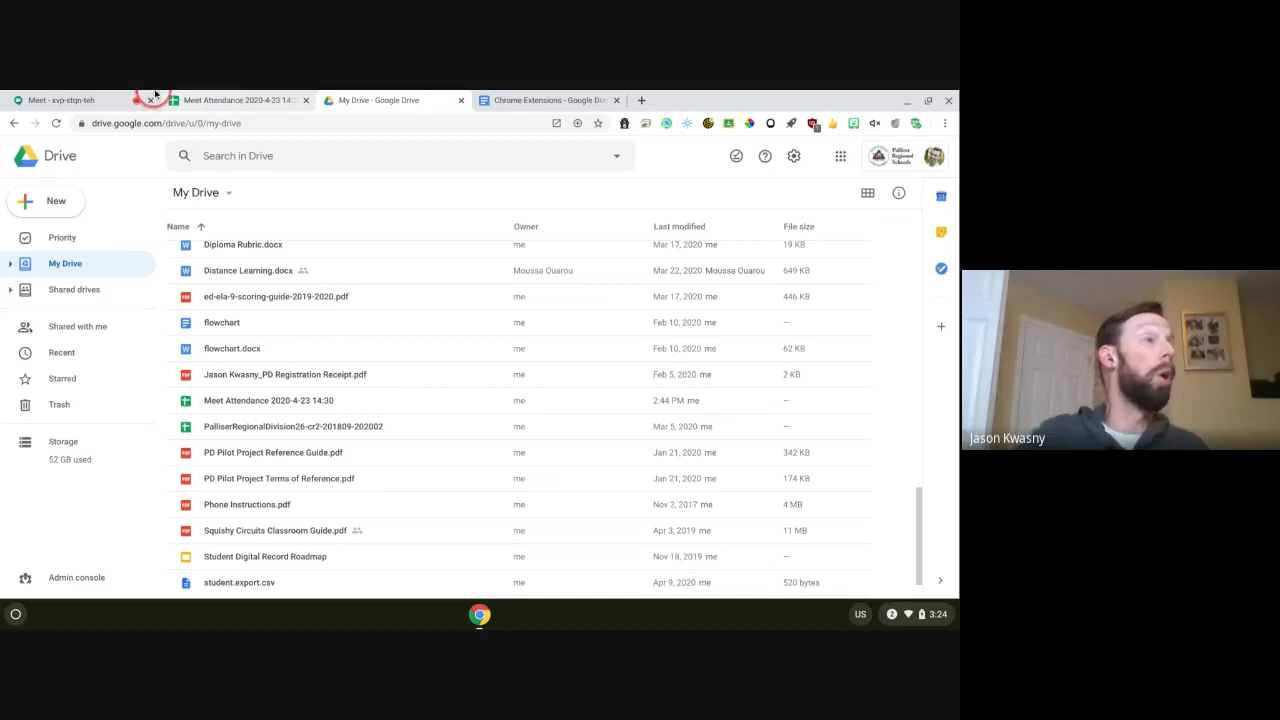 Meet - xvp-stqn-teh
Meet Attendance 2020-4-23 14:3
My Drive - Google Drive
Chrome Extensions - Google Doc
drive.google.com/drive/u/0/my-drive
1
Drive
Search in Drive
Palliser
Regional
Schools
New
My Drive
Priority
My Drive
Shared drives
Shared with me
Recent
Starred
Trash
Storage
52 GB used
Admin console
Name Owner Last modified File size
Diploma Rubric.docx me Mar 17, 2020 me 19 KB
Distance Learning.docx Moussa Ouarou Mar 22, 2020 Moussa Ouarou 649 KB
ed-ela-9-scoring-guide-2019-2020.pdf me Mar 17, 2020 me 446 KB
flowchart me Feb 10, 2020 me —
flowchart.docx me Feb 10, 2020 me 62 KB
Jason Kwasny_PD Registration Receipt.pdf me Feb 5, 2020 me 2 KB
Meet Attendance 2020-4-23 14:30 me 2:44 PM me —
PalliserRegionalDivision26-cr2-201809-202002 me Mar 5, 2020 me —
PD Pilot Project Reference Guide.pdf me Jan 21, 2020 me 342 KB
PD Pilot Project Terms of Reference.pdf me Jan 21, 2020 me 174 KB
Phone Instructions.pdf me Nov 2, 2017 me 4 MB
Squishy Circuits Classroom Guide.pdf me Apr 3, 2019 me 11 MB
Student Digital Record Roadmap me Nov 18, 2019 me —
student.export.csv me Apr 9, 2020 me 520 bytes
US 2 3:24
Jason Kwasny